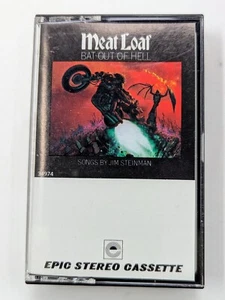 Meat Loaf
BAT OUT OF HELL
SONGS BY JIM STEINMAN
EPIC STEREO CASSETTE